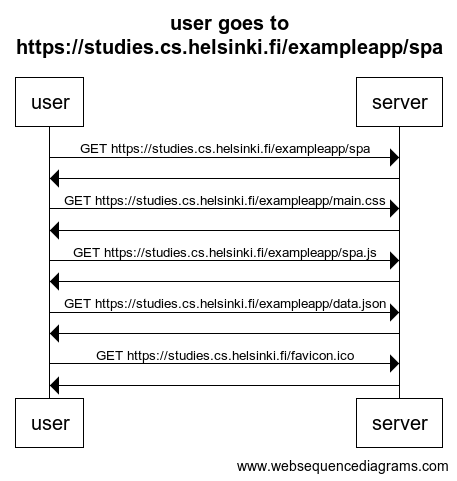 user goes to
https://studies.cs.helsinki.fi/exampleapp/spa
user
server
GET https://studies.cs.helsinki.fi/exampleapp/spa
GET https://studies.cs.helsinki.fi/exampleapp/main.css
GET https://studies.cs.helsinki.fi/exampleapp/spa.js
GET https://studies.cs.helsinki.fi/exampleapp/data.json
GET https://studies.cs.helsinki.fi/favicon.ico
user
server
www.websequencediagrams.com